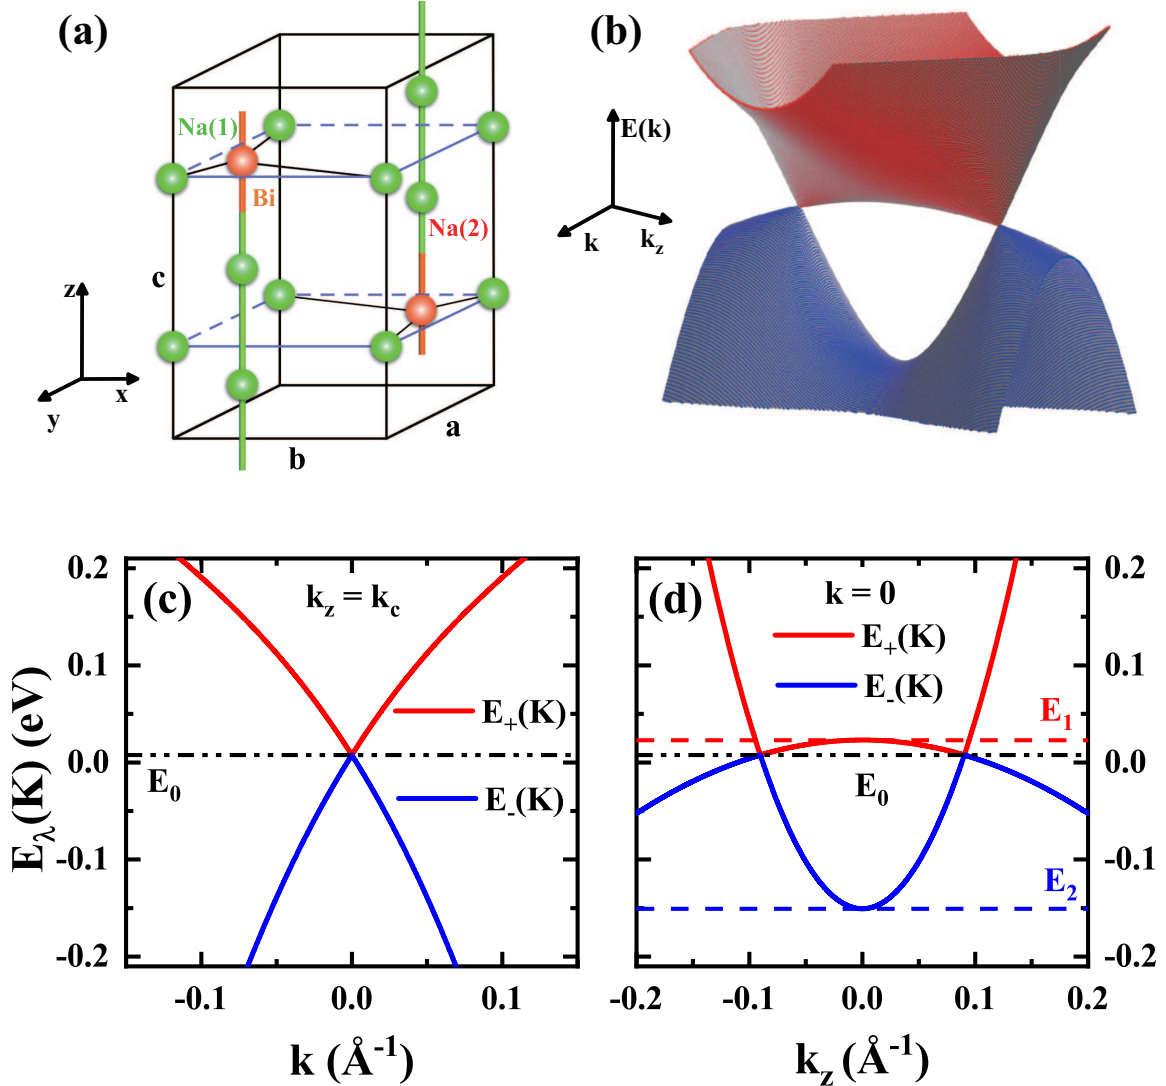 (a)
Na(1)
Bi
Na(2)
c
z
x
y
a
b
(b)
E(k)
k
k_z
(c)
k_z = k_c
E_+(K)
E_-(K)
E_0
0.2
0.1
0.0
-0.1
-0.2
E_λ(K) (eV)
-0.1 0.0 0.1
k (Å^-1)
(d)
k = 0
E_+(K)
E_-(K)
E_1
E_0
E_2
0.2
0.1
0.0
-0.1
-0.2
-0.2 -0.1 0.0 0.1 0.2
k_z (Å^-1)